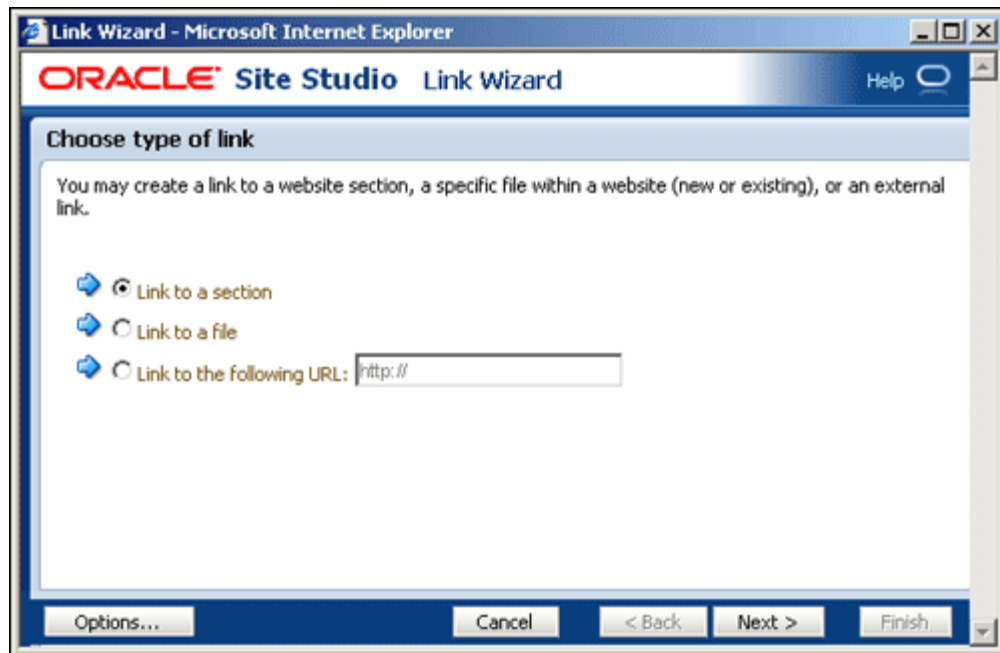 Link Wizard - Microsoft Internet Explorer
ORACLE Site Studio Link Wizard Help
Choose type of link
You may create a link to a website section, a specific file within a website (new or existing), or an external
link.
Link to a section
Link to a file
Link to the following URL: http://
Options... Cancel < Back Next > Finish